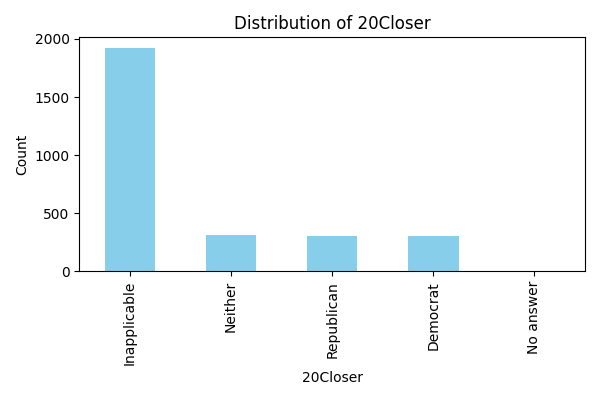 Distribution of 20Closer
2000
1500
1000
500
0
Count
Inapplicable
Neither
Republican
Democrat
No answer
20Closer